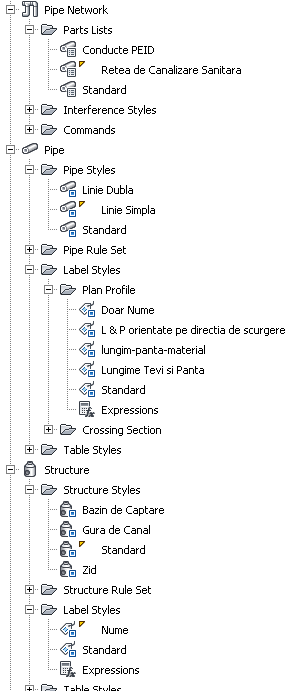 Pipe Network
Parts Lists
Conducte PEID
Retea de Canalizare Sanitara
Standard
Interference Styles
Commands
Pipe
Pipe Styles
Linie Dubla
Linie Simpla
Standard
Pipe Rule Set
Label Styles
Plan Profile
Doar Nume
L & P orientate pe directia de scurgere
lungim-panta-material
Lungime Tevi si Panta
Standard
Expressions
Crossing Section
Table Styles
Structure
Structure Styles
Bazin de Captare
Gura de Canal
Standard
Zid
Structure Rule Set
Label Styles
Nume
Standard
Expressions
Table Styles